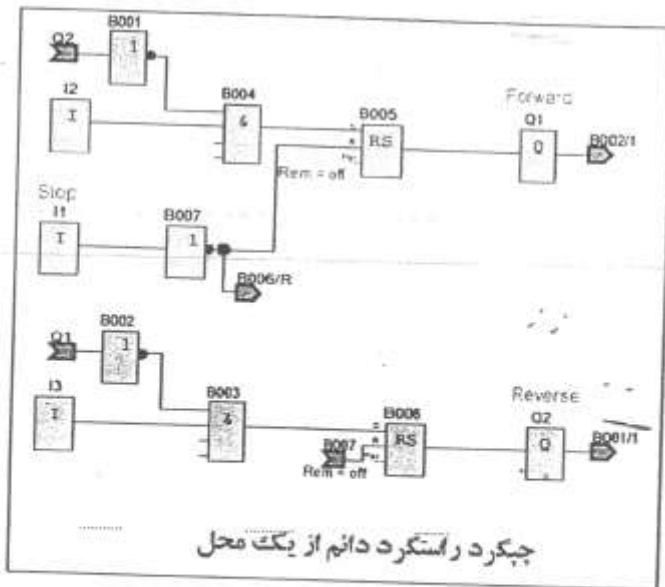 B001
Q2
1
I2
I
B004
&
B005
RS
Rem = off
Forward
Q1
Q
B002/1
Stop
I1
I
B007
1
B006/R
B002
Q1
1
I3
I
B003
&
B006
RS
B007
Rem = off
Reverse
Q2
Q
B001/1
چپگرد راستگرد دائم از یک محل